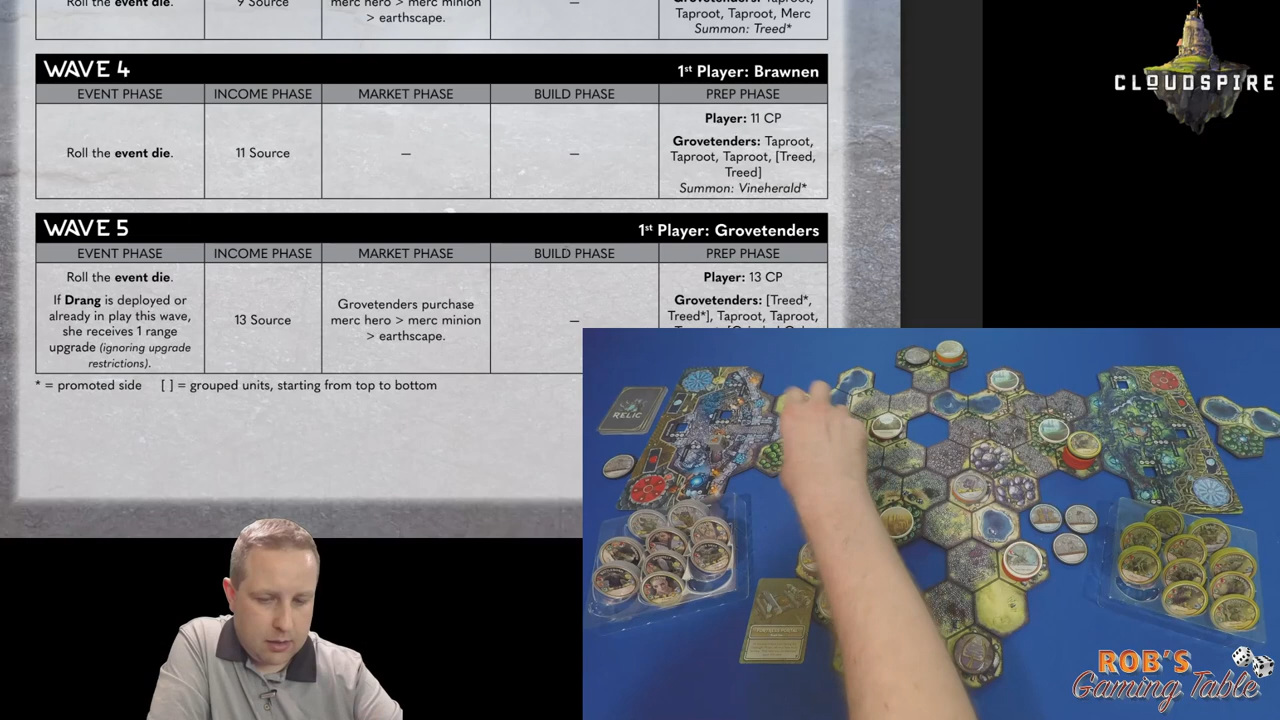 Roll the event die.
9 Source
merc hero > merc minion
> earthscape.
—
Grovetenders: Taproot,
Taproot, Taproot, Merc
Summon: Treed*
WAVE 4
1st Player: Brawnen
EVENT PHASE
INCOME PHASE
MARKET PHASE
BUILD PHASE
PREP PHASE
Roll the event die.
11 Source
—
—
Player: 11 CP
Grovetenders: Taproot,
Taproot, Taproot, [Treed,
Treed]
Summon: Vineherald*
WAVE 5
1st Player: Grovetenders
EVENT PHASE
INCOME PHASE
MARKET PHASE
BUILD PHASE
PREP PHASE
Roll the event die.
If Drang is deployed or
already in play this wave,
she receives 1 range
upgrade (ignoring upgrade
restrictions).
13 Source
Grovetenders purchase
merc hero > merc minion
> earthscape.
—
Player: 13 CP
Grovetenders: [Treed*,
Treed*], Taproot, Taproot,
* = promoted side [ ] = grouped units, starting from top to bottom
CLOUDSPIRE
RELIC
ROB'S
Gaming Table